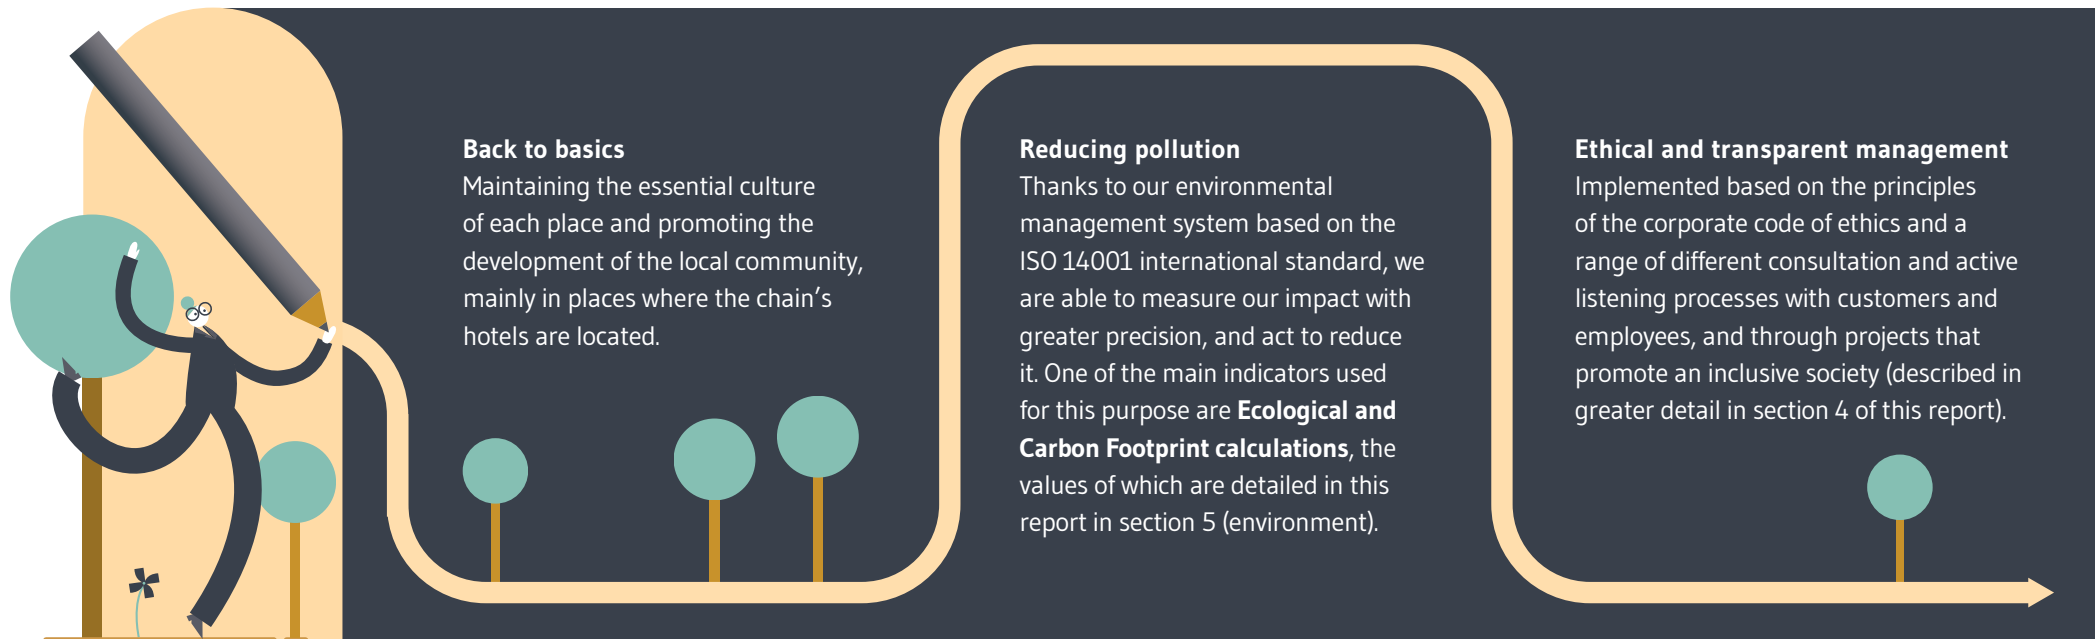 Back to basics
Maintaining the essential culture
of each place and promoting the
development of the local community,
mainly in places where the chain's
hotels are located.
Reducing pollution
Thanks to our environmental
management system based on the
ISO 14001 international standard, we
are able to measure our impact with
greater precision, and act to reduce
it. One of the main indicators used
for this purpose are Ecological and
Carbon Footprint calculations, the
values of which are detailed in this
report in section 5 (environment).
Ethical and transparent management
Implemented based on the principles
of the corporate code of ethics and a
range of different consultation and active
listening processes with customers and
employees, and through projects that
promote an inclusive society (described in
greater detail in section 4 of this report).